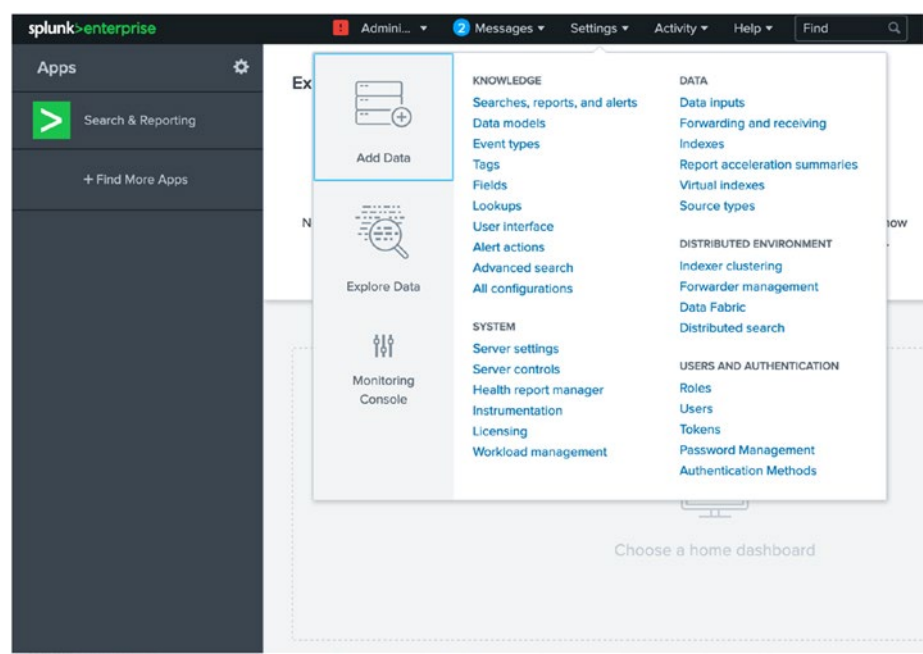 splunk>enterprise
! Admini... 2 Messages Settings Activity Help Find
Apps
Search & Reporting
+ Find More Apps
Ex
N
Add Data
Explore Data
Monitoring
Console
KNOWLEDGE
Searches, reports, and alerts
Data models
Event types
Tags
Fields
Lookups
User interface
Alert actions
Advanced search
All configurations
SYSTEM
Server settings
Server controls
Health report manager
Instrumentation
Licensing
Workload management
DATA
Data inputs
Forwarding and receiving
Indexes
Report acceleration summaries
Virtual indexes
Source types
DISTRIBUTED ENVIRONMENT
Indexer clustering
Forwarder management
Data Fabric
Distributed search
USERS AND AUTHENTICATION
Roles
Users
Tokens
Password Management
Authentication Methods
Choose a home dashboard